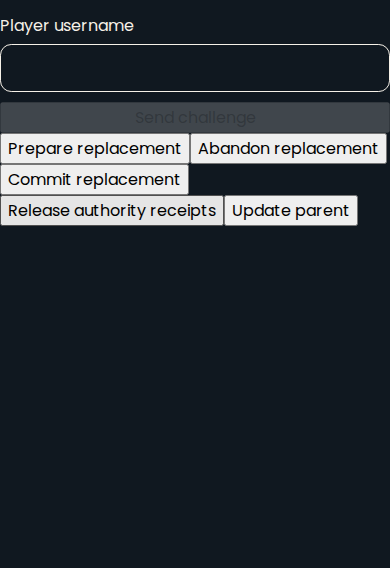 Player username
Send challenge
Prepare replacement Abandon replacement
Commit replacement
Release authority receipts Update parent